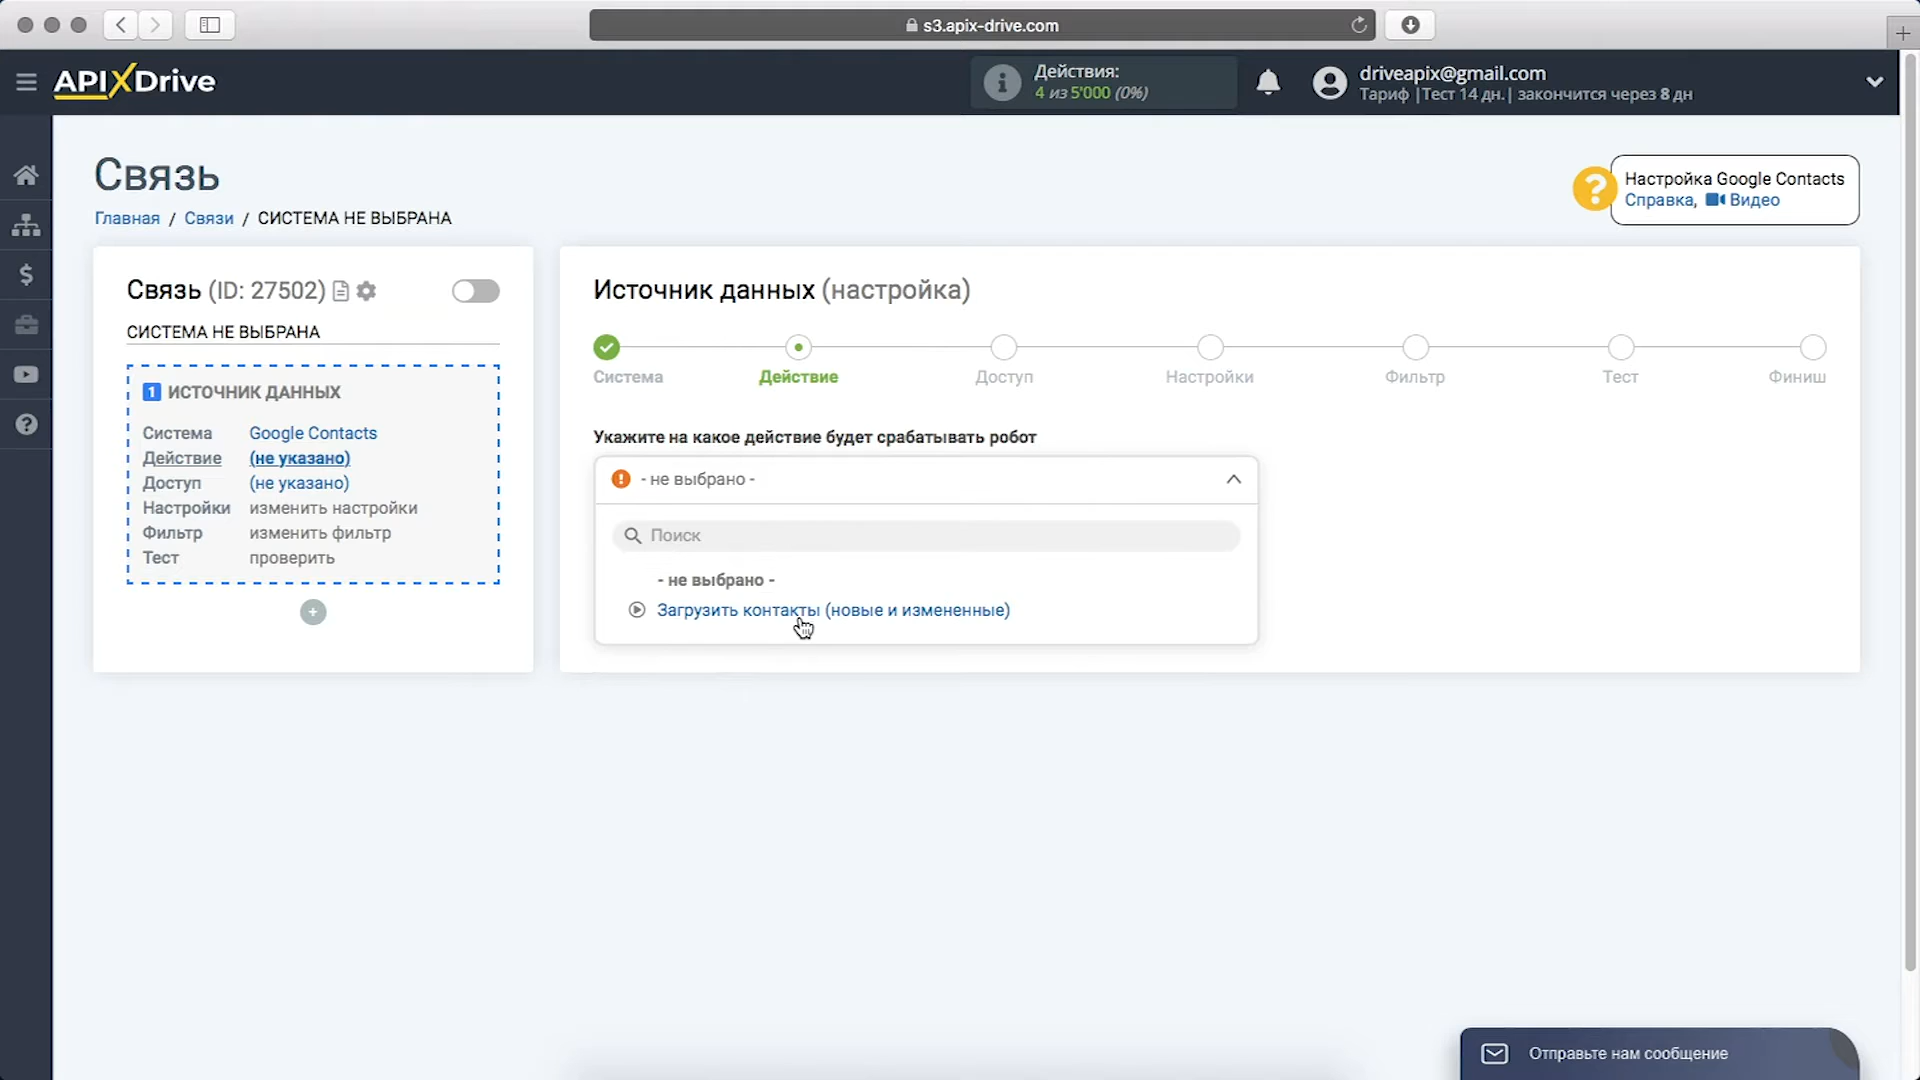 s3.apix-drive.com
APIXDrive
Действия:
4 из 5'000 (0%)
driveapix@gmail.com
Тариф |Тест 14 дн.| закончится через 8 дн
Связь
Главная / Связи / СИСТЕМА НЕ ВЫБРАНА
Настройка Google Contacts
Справка, Видео
Связь (ID: 27502)
СИСТЕМА НЕ ВЫБРАНА
1 ИСТОЧНИК ДАННЫХ
Система Google Contacts
Действие (не указано)
Доступ (не указано)
Настройки изменить настройки
Фильтр изменить фильтр
Тест проверить
Источник данных (настройка)
Система Действие Доступ Настройки Фильтр Тест Финиш
Укажите на какое действие будет срабатывать робот
- не выбрано -
Поиск
- не выбрано -
Загрузить контакты (новые и измененные)
Отправьте нам сообщение